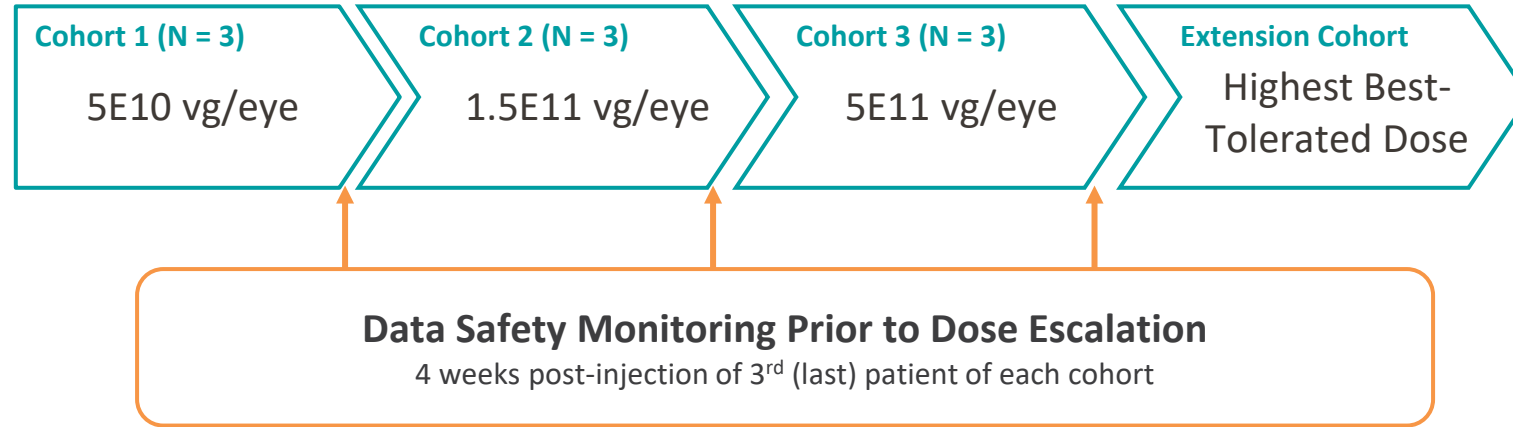 Cohort 1 (N = 3)
5E10 vg/eye
Cohort 2 (N = 3)
1.5E11 vg/eye
Cohort 3 (N = 3)
5E11 vg/eye
Extension Cohort
Highest Best-
Tolerated Dose
Data Safety Monitoring Prior to Dose Escalation
4 weeks post-injection of 3rd (last) patient of each cohort